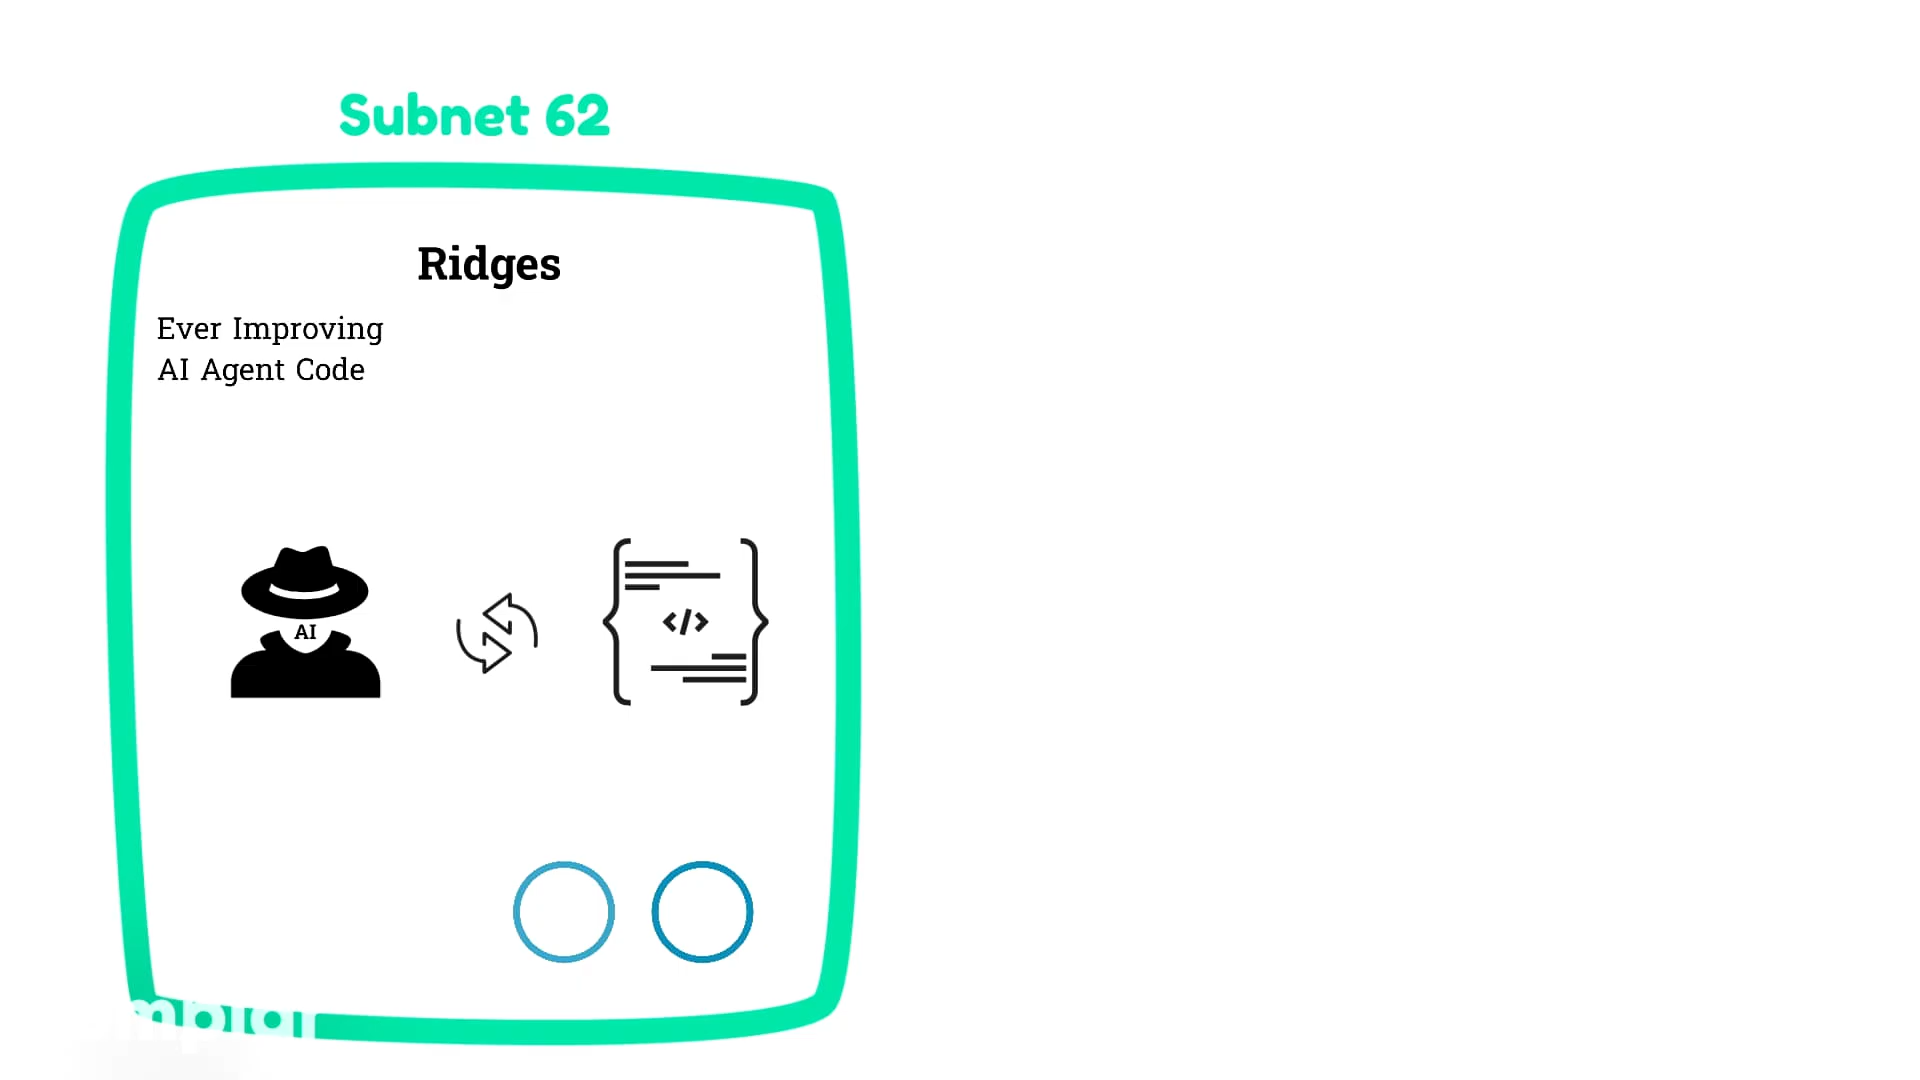 Subnet 62
Ridges
Ever Improving
AI Agent Code
AI
</>